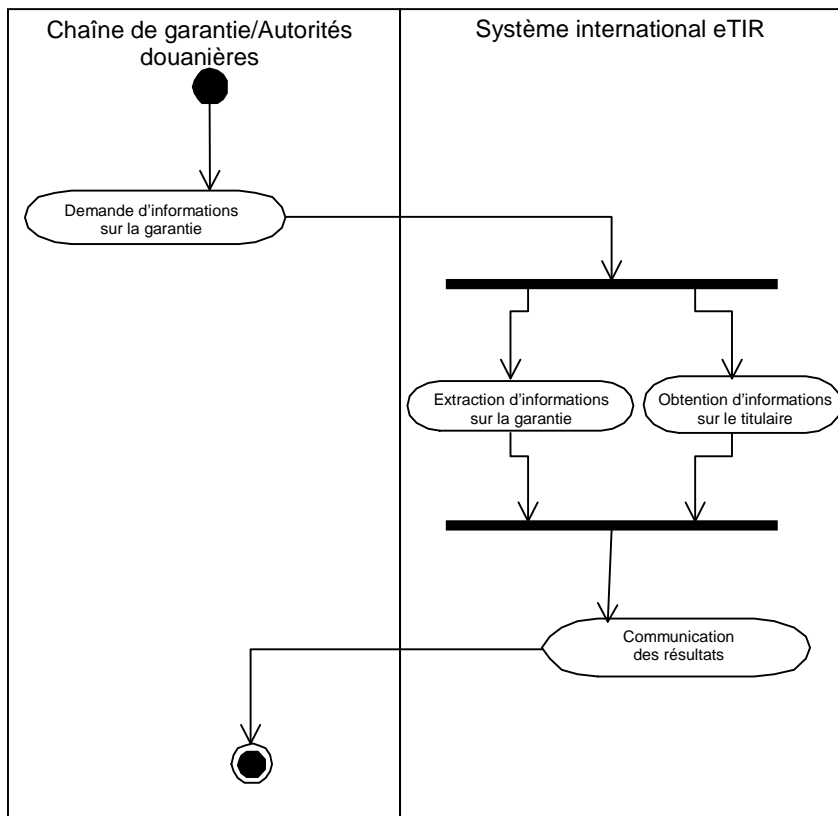 Chaîne de garantie/Autorités
douanières
Système international eTIR
Demande d'informations
sur la garantie
Extraction d'informations
sur la garantie
Obtention d'informations
sur le titulaire
Communication
des résultats